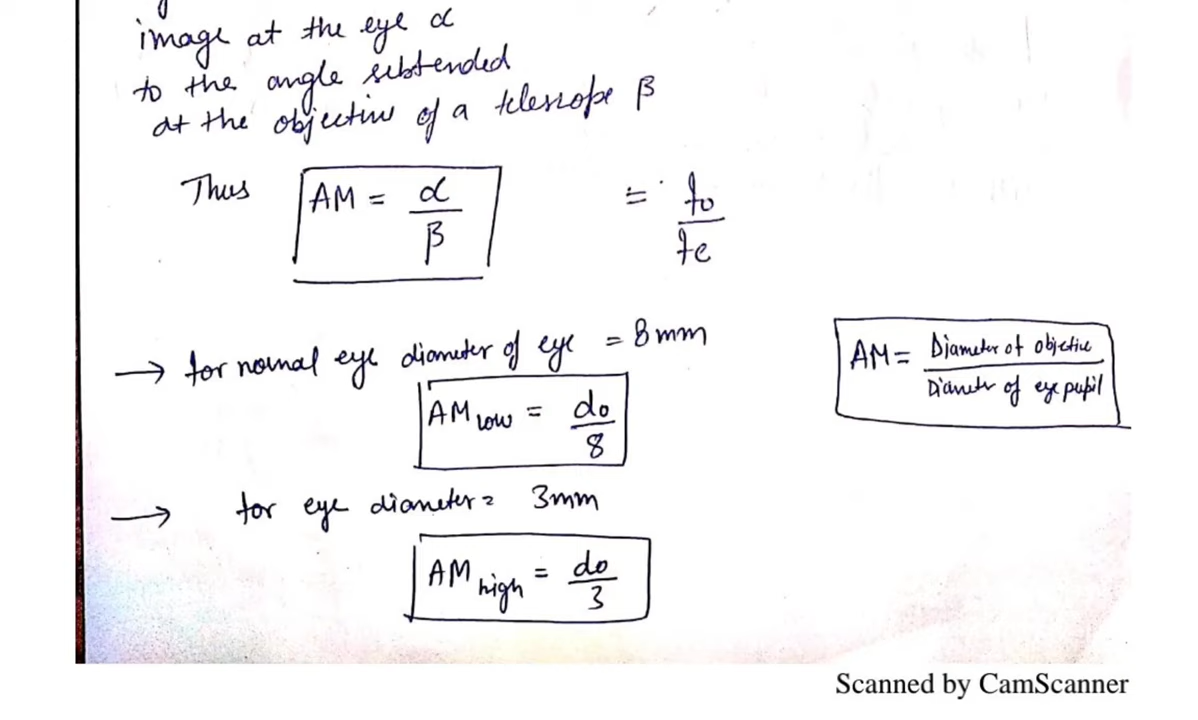 image at the eye α
to the angle subtended
at the objective of a telescope β
Thus AM = α / β = fo / fe
→ for normal eye diameter of eye = 8mm
AM low = do / 8
AM = Diameter of objective / Diameter of eye pupil
→ for eye diameter = 3mm
AM high = do / 3
Scanned by CamScanner